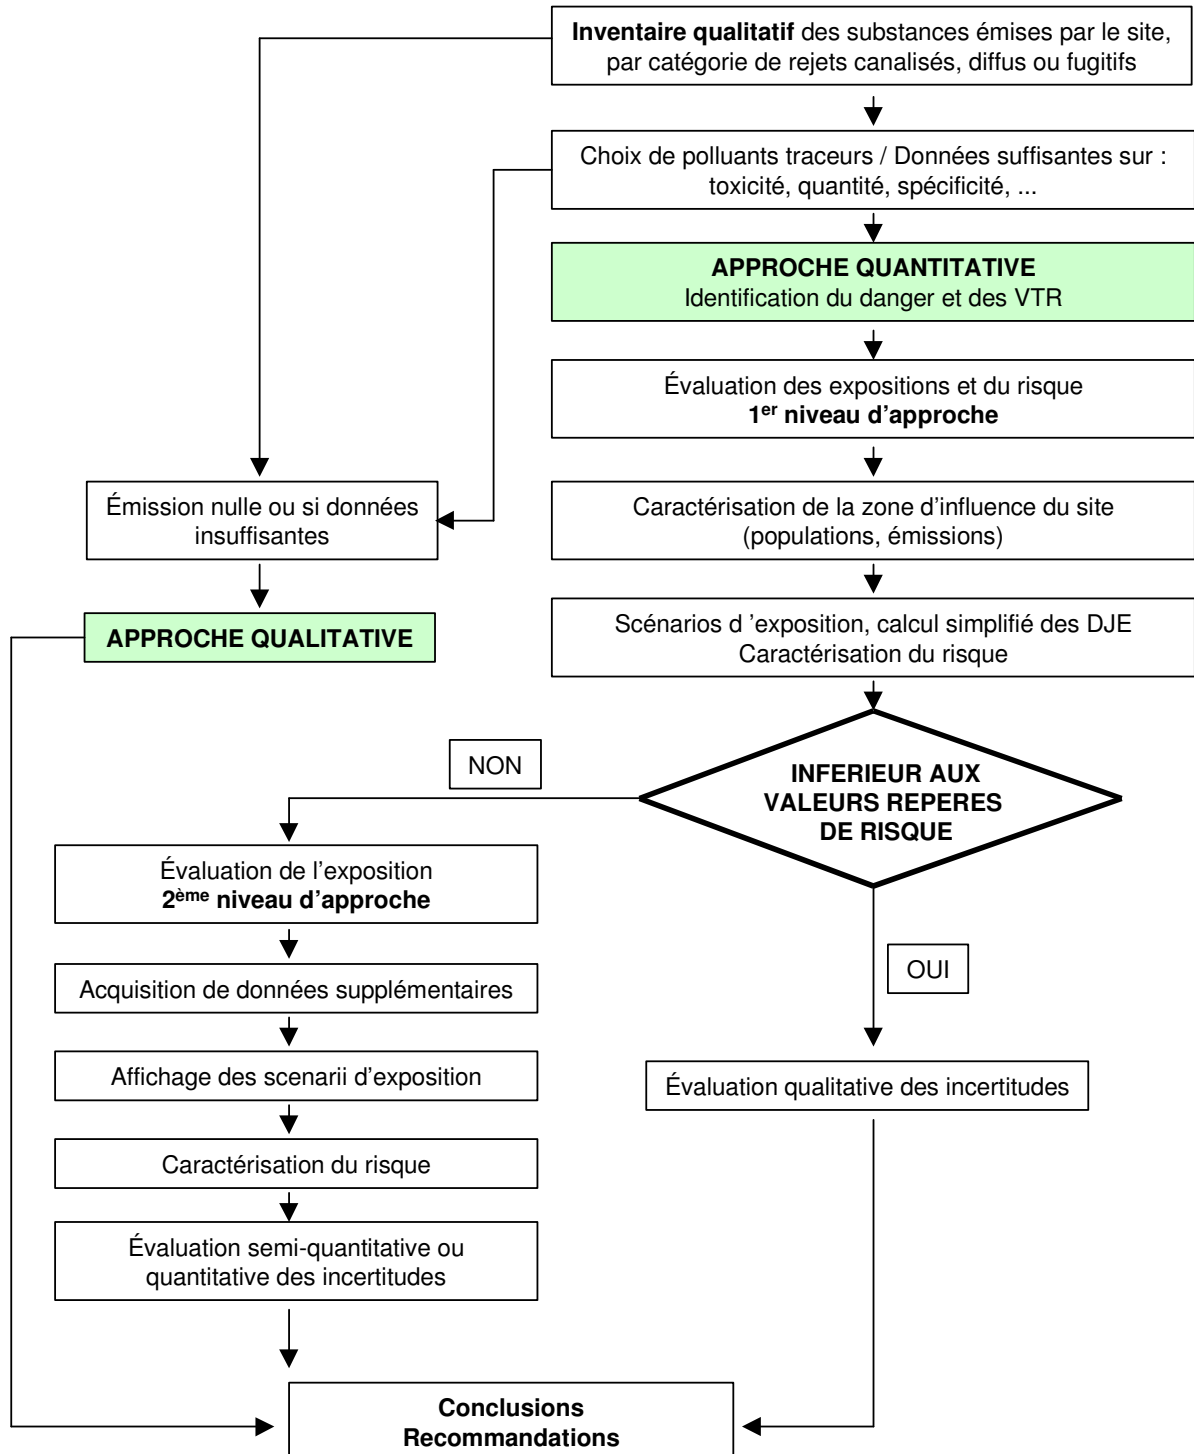 Inventaire qualitatif des substances émises par le site,
par catégorie de rejets canalisés, diffus ou fugitifs
Choix de polluants traceurs / Données suffisantes sur :
toxicité, quantité, spécificité, ...
APPROCHE QUANTITATIVE
Identification du danger et des VTR
Évaluation des expositions et du risque
1er niveau d’approche
Émission nulle ou si données
insuffisantes
Caractérisation de la zone d’influence du site
(populations, émissions)
APPROCHE QUALITATIVE
Scénarios d ’exposition, calcul simplifié des DJE
Caractérisation du risque
INFERIEUR AUX
VALEURS REPERES
DE RISQUE
NON
Évaluation de l’exposition
2ème niveau d’approche
Acquisition de données supplémentaires
Affichage des scenarii d’exposition
Caractérisation du risque
Évaluation semi-quantitative ou
quantitative des incertitudes
OUI
Évaluation qualitative des incertitudes
Conclusions
Recommandations